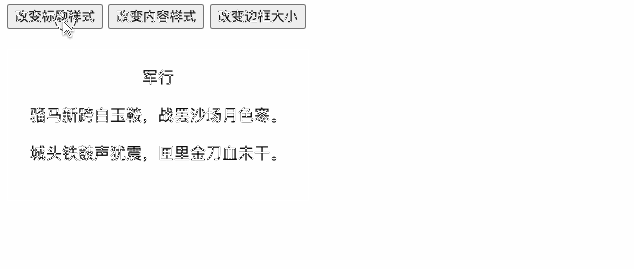 改变标题样式 改变内容样式 改变边框大小
军行
骝马新跨白玉鞍，战罢沙场月色寒。
城头铁鼓声犹震，匣里金刀血未干。